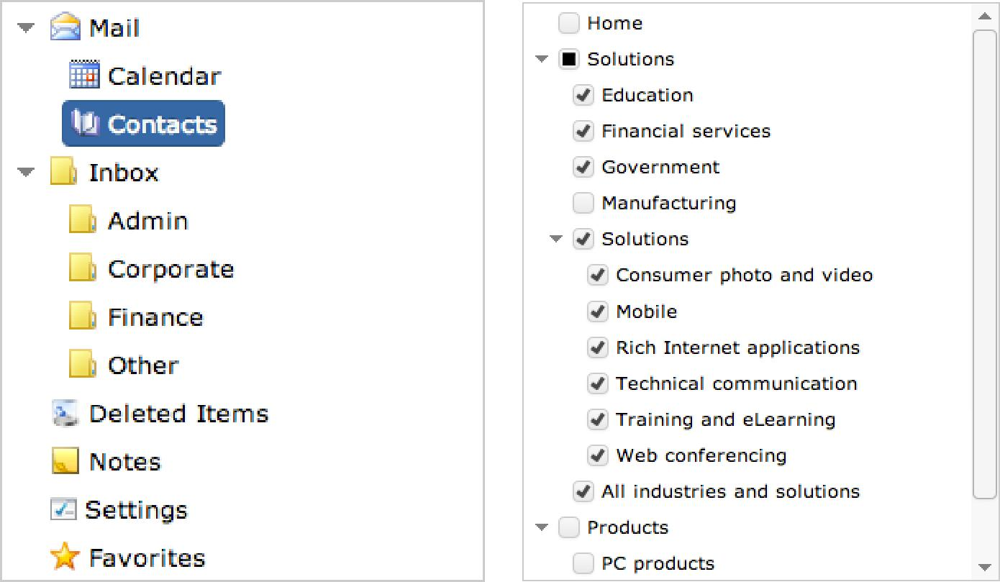 Mail
Calendar
Contacts
Inbox
Admin
Corporate
Finance
Other
Deleted Items
Notes
Settings
Favorites
Home
Solutions
Education
Financial services
Government
Manufacturing
Solutions
Consumer photo and video
Mobile
Rich Internet applications
Technical communication
Training and eLearning
Web conferencing
All industries and solutions
Products
PC products